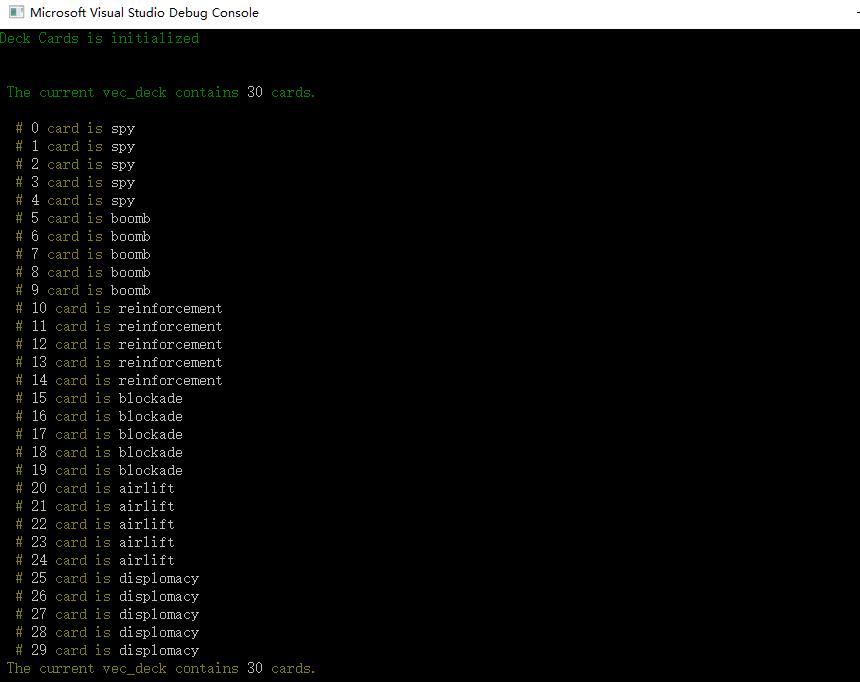 Microsoft Visual Studio Debug Console
Deck Cards is initialized
The current vec_deck contains 30 cards.
# 0 card is spy
# 1 card is spy
# 2 card is spy
# 3 card is spy
# 4 card is spy
# 5 card is boomb
# 6 card is boomb
# 7 card is boomb
# 8 card is boomb
# 9 card is boomb
# 10 card is reinforcement
# 11 card is reinforcement
# 12 card is reinforcement
# 13 card is reinforcement
# 14 card is reinforcement
# 15 card is blockade
# 16 card is blockade
# 17 card is blockade
# 18 card is blockade
# 19 card is blockade
# 20 card is airlift
# 21 card is airlift
# 22 card is airlift
# 23 card is airlift
# 24 card is airlift
# 25 card is displomacy
# 26 card is displomacy
# 27 card is displomacy
# 28 card is displomacy
# 29 card is displomacy
The current vec_deck contains 30 cards.